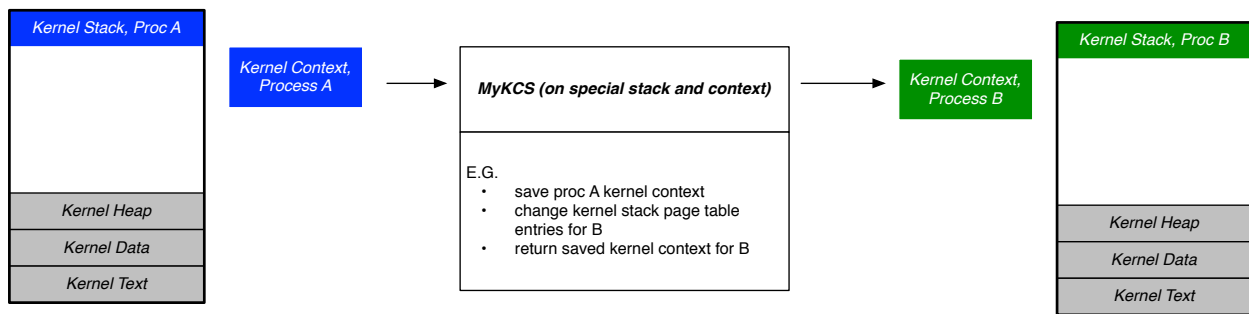 Kernel Stack, Proc A
Kernel Context,
Process A
Kernel Heap
Kernel Data
Kernel Text
MyKCS (on special stack and context)
E.G.
• save proc A kernel context
• change kernel stack page table
entries for B
• return saved kernel context for B
Kernel Context,
Process B
Kernel Stack, Proc B
Kernel Heap
Kernel Data
Kernel Text